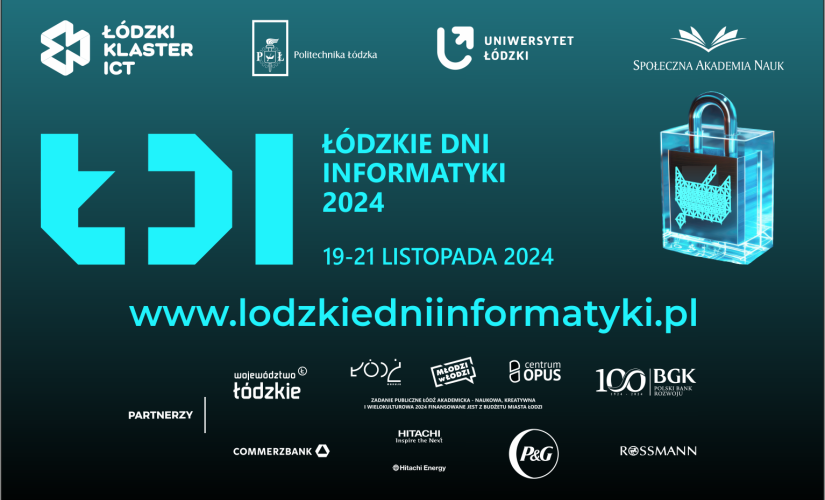 ŁÓDZKI
KLASTER
ICT
P Ł
Politechnika Łódzka
UNIWERSYTET
ŁÓDZKI
SPOŁECZNA AKADEMIA NAUK
ŁDI
ŁÓDZKIE DNI
INFORMATYKI
2024
19-21 LISTOPADA 2024
www.lodzkiedniinformatyki.pl
PARTNERZY
województwo
łódzkie
ŁÓDŹ
MŁODZI
W ŁODZI
centrum
OPUS
100
1924 - 2024
BGK
POLSKI BANK
ROZWOJU
ZADANIE PUBLICZNE ŁÓDŹ AKADEMICKA - NAUKOWA, KREATYWNA
I WIELOKULTUROWA 2024 FINANSOWANE JEST Z BUDŻETU MIASTA ŁODZI
COMMERZBANK
HITACHI
Inspire the Next
Hitachi Energy
P&G
ROSSMANN